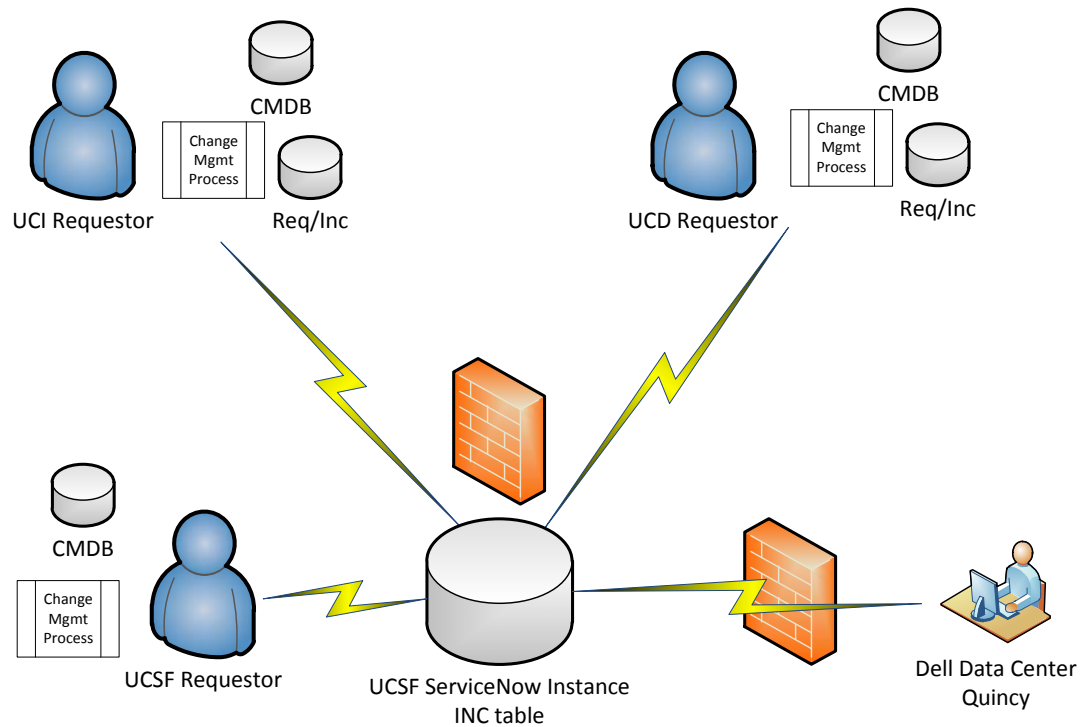 CMDB
Change
Mgmt
Process
UCI Requestor
Req/Inc
CMDB
Change
Mgmt
Process
UCD Requestor
Req/Inc
CMDB
Change
Mgmt
Process
UCSF Requestor
UCSF ServiceNow Instance
INC table
Dell Data Center
Quincy